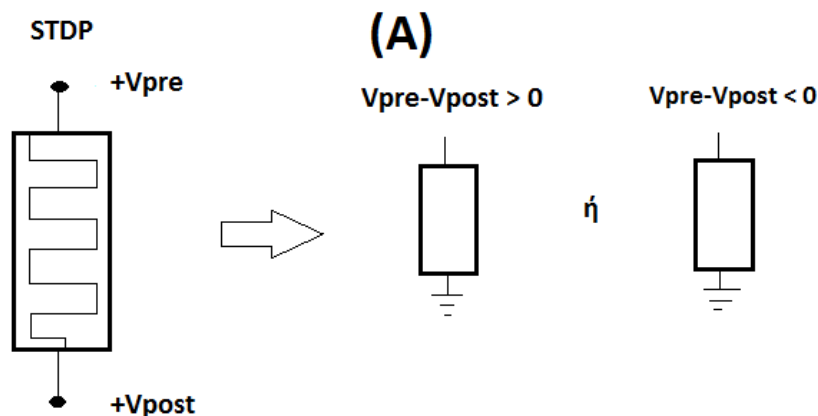 STDP
(A)
+Vpre
Vpre-Vpost > 0
Vpre-Vpost < 0
ή
+Vpost